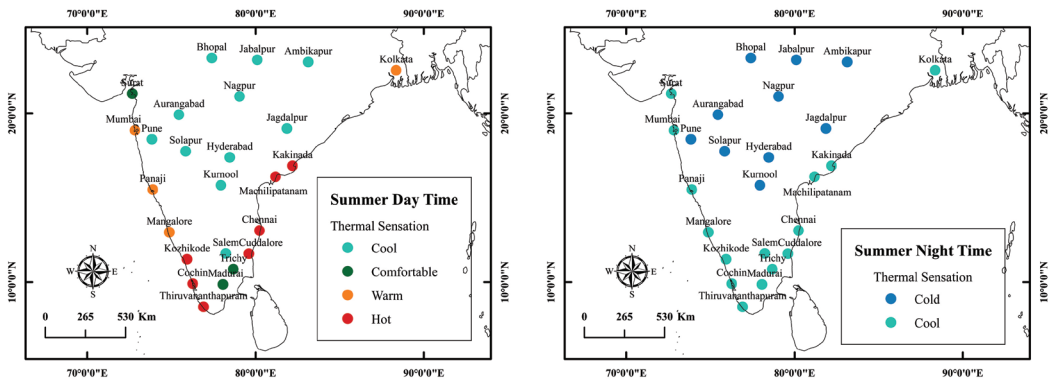 70°0'0"E 80°0'0"E 90°0'0"E
Bhopal Jabalpur Ambikapur Kolkata
Surat Nagpur
Aurangabad
Mumbai Pune Jagdalpur
Solapur Hyderabad Kakinada
Kurnool Machilipatanam
Panaji
Mangalore Chennai
Kozhikode Salem Cuddalore
Trichy
Cochin Madurai
Thiruvananthapuram
N
W E
S
0 265 530 Km
Summer Day Time
Thermal Sensation
Cool
Comfortable
Warm
Hot
20°0'0"N
10°0'0"N
70°0'0"E 80°0'0"E 90°0'0"E
70°0'0"E 80°0'0"E 90°0'0"E
Bhopal Jabalpur Ambikapur Kolkata
Surat Nagpur
Aurangabad
Mumbai Pune Jagdalpur
Solapur Hyderabad Kakinada
Kurnool Machilipatanam
Panaji
Mangalore Chennai
Kozhikode Salem Cuddalore
Trichy
Cochin Madurai
Thiruvananthapuram
N
W E
S
0 265 530 Km
Summer Night Time
Thermal Sensation
Cold
Cool
20°0'0"N
10°0'0"N
70°0'0"E 80°0'0"E 90°0'0"E